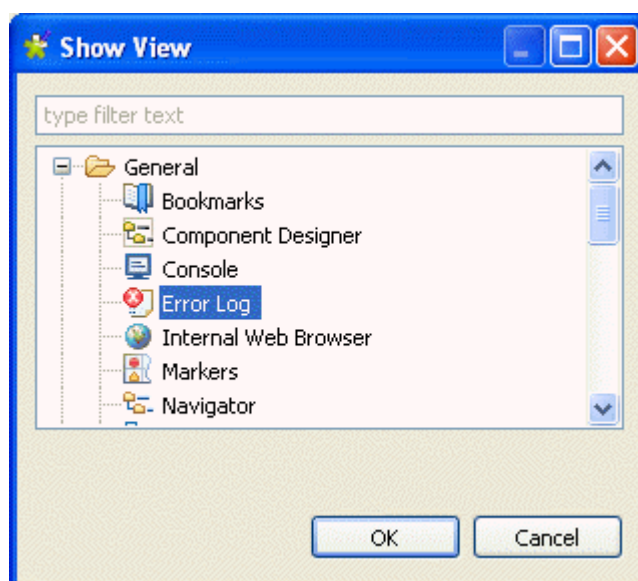 Show View
type filter text
General
Bookmarks
Component Designer
Console
Error Log
Internal Web Browser
Markers
Navigator
OK Cancel